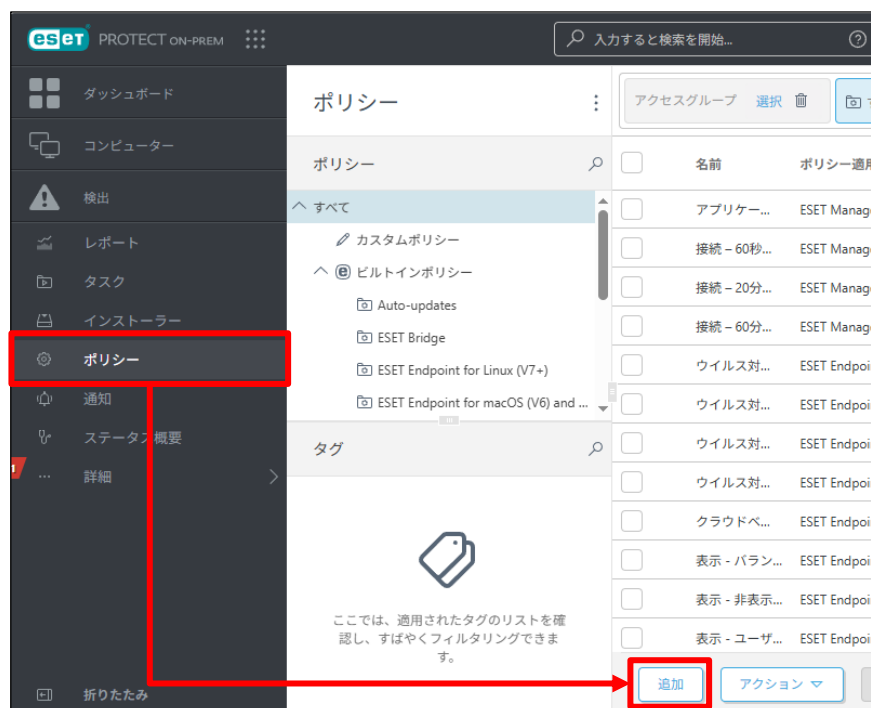 eset PROTECT ON-PREM
入力すると検索を開始...
ダッシュボード
コンピューター
検出
レポート
タスク
インストーラー
ポリシー
通知
ステータス概要
詳細
折りたたみ
ポリシー
ポリシー
すべて
カスタムポリシー
ビルトインポリシー
Auto-updates
ESET Bridge
ESET Endpoint for Linux (V7+)
ESET Endpoint for macOS (V6) and ...
タグ
ここでは、適用されたタグのリストを確
認し、すばやくフィルタリングできま
す。
アクセスグループ 選択
名前 ポリシー適用
アプリケー... ESET Manag
接続 – 60秒... ESET Manag
接続 – 20分... ESET Manag
接続 – 60分... ESET Manag
ウイルス対... ESET Endpoi
ウイルス対... ESET Endpoi
ウイルス対... ESET Endpoi
ウイルス対... ESET Endpoi
クラウドベ... ESET Endpoi
表示 - バラン... ESET Endpoi
表示 - 非表示... ESET Endpoi
表示 - ユーザ... ESET Endpoi
追加 アクション